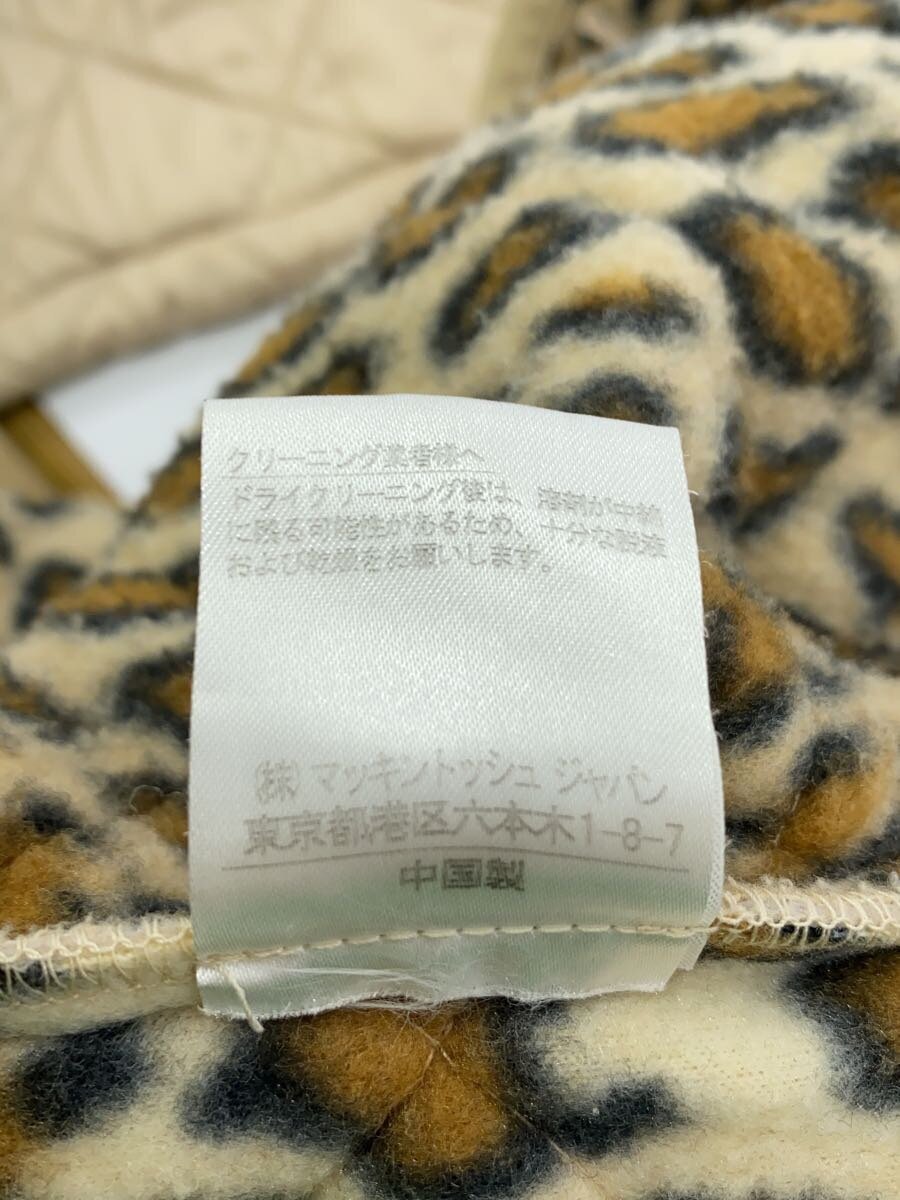 クリーニング業者様へ
ドライクリーニング後は、溶剤が中綿
に残る可能性があるため、十分な脱液
および乾燥をお願いします。
(株) マッキントッシュ ジャパン
東京都港区六本木1-8-7
中国製